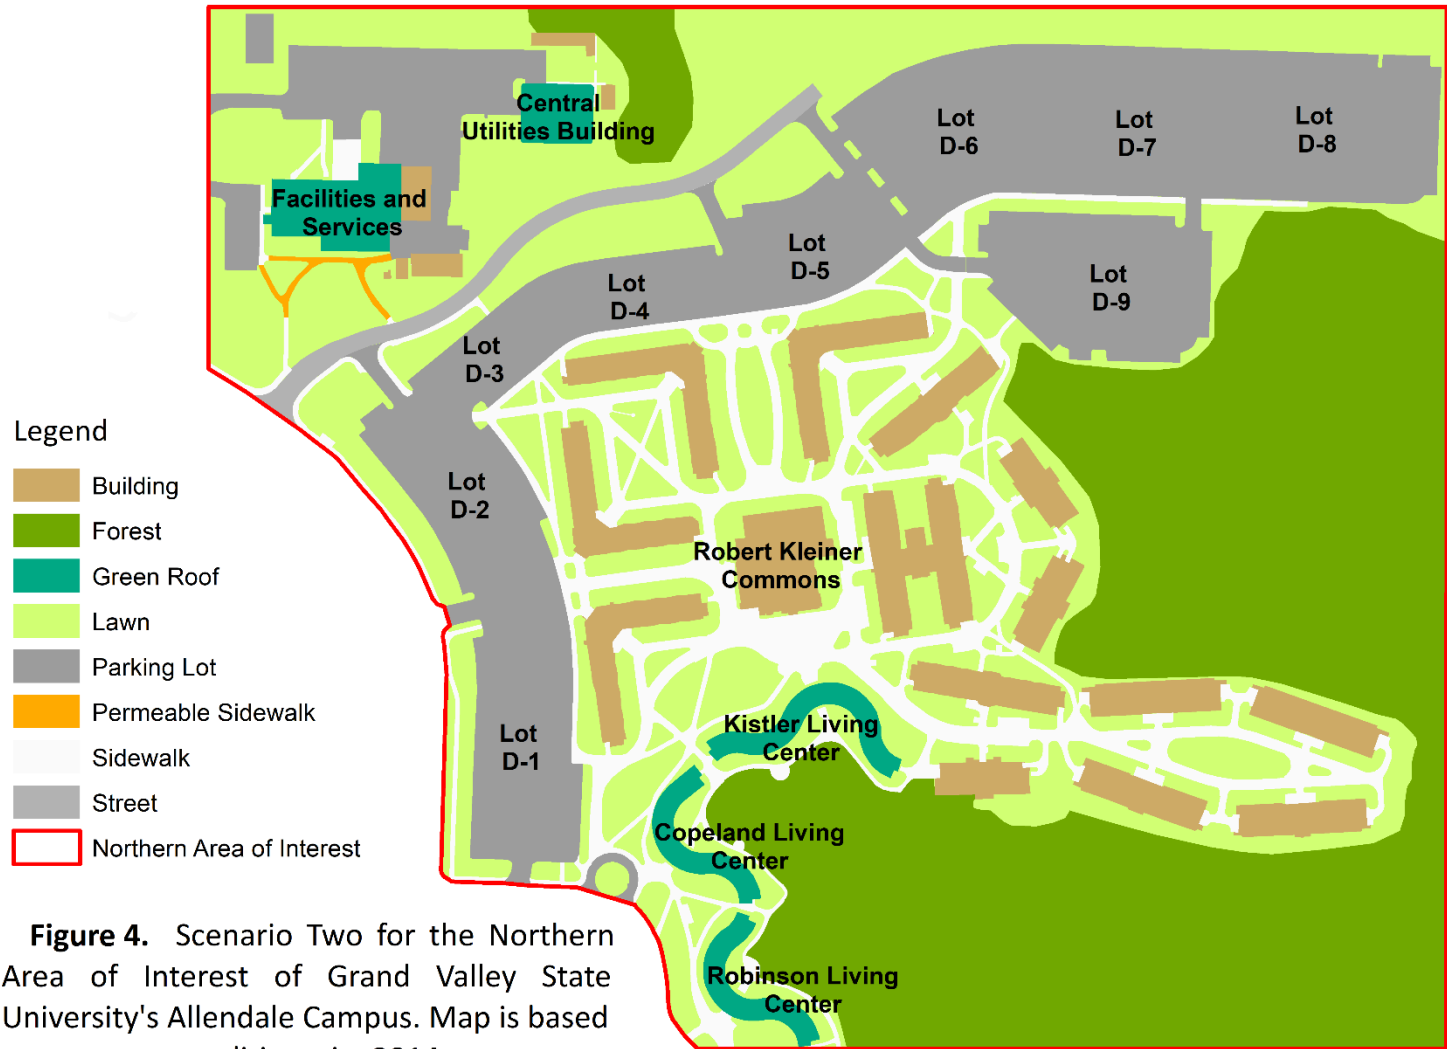 Central
Utilities Building
Facilities and
Services
Lot
D-6
Lot
D-7
Lot
D-8
Lot
D-5
Lot
D-9
Lot
D-4
Lot
D-3
Lot
D-2
Lot
D-1
Robert Kleiner
Commons
Kistler Living
Center
Copeland Living
Center
Robinson Living
Center
Legend
Building
Forest
Green Roof
Lawn
Parking Lot
Permeable Sidewalk
Sidewalk
Street
Northern Area of Interest
Figure 4. Scenario Two for the Northern
Area of Interest of Grand Valley State
University's Allendale Campus. Map is based